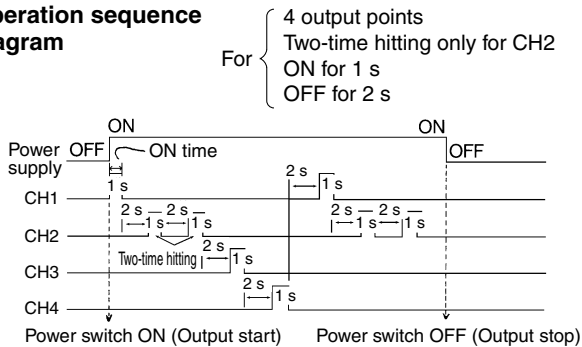 peration sequence
agram
For
4 output points
Two-time hitting only for CH2
ON for 1 s
OFF for 2 s
ON
ON
Power supply
OFF
ON time
OFF
2 s
1 s
CH1
1 s
2 s
2 s
2 s
2 s
CH2
1 s
1 s
1 s
1 s
Two-time hitting
2 s
CH3
1 s
2 s
CH4
1 s
Power switch ON (Output start)
Power switch OFF (Output stop)